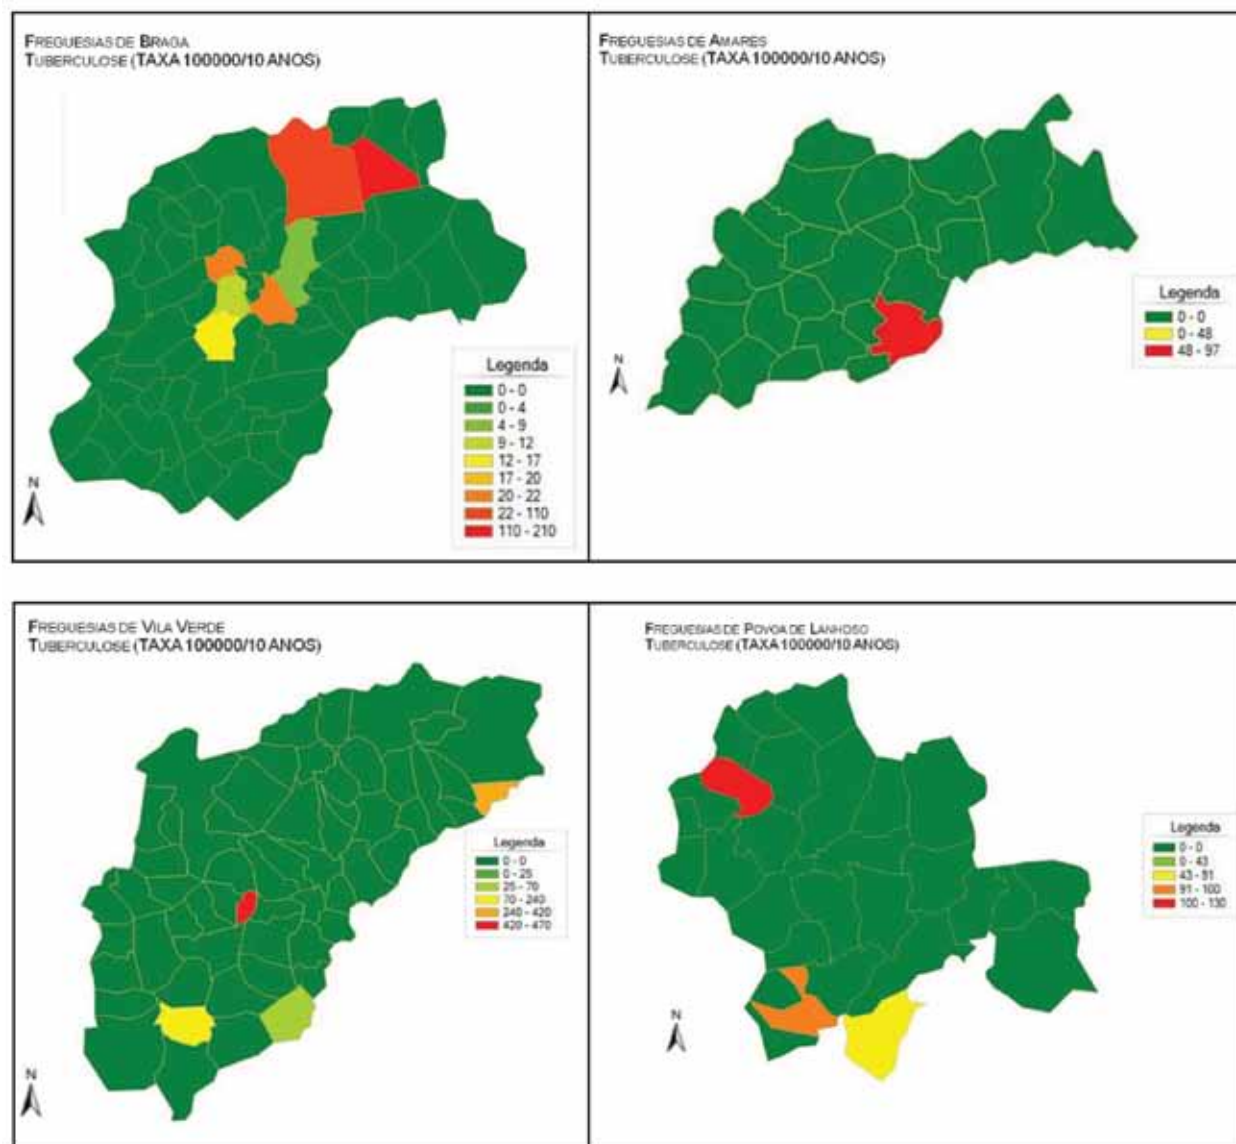 FREGUESIAS DE BRAGA
TUBERCULOSE (TAXA 100000/10 ANOS)
N
Legenda
0 - 0
0 - 4
4 - 9
9 - 12
12 - 17
17 - 20
20 - 22
22 - 110
110 - 210
FREGUESIAS DE AMARES
TUBERCULOSE (TAXA 100000/10 ANOS)
N
Legenda
0 - 0
0 - 48
48 - 97
FREGUESIAS DE VILA VERDE
TUBERCULOSE (TAXA 100000/10 ANOS)
N
Legenda
0 - 0
0 - 25
25 - 70
70 - 240
240 - 420
420 - 470
FREGUESIAS DE POVOA DE LANHOSO
TUBERCULOSE (TAXA 100000/10 ANOS)
N
Legenda
0 - 0
0 - 43
43 - 91
91 - 100
100 - 130